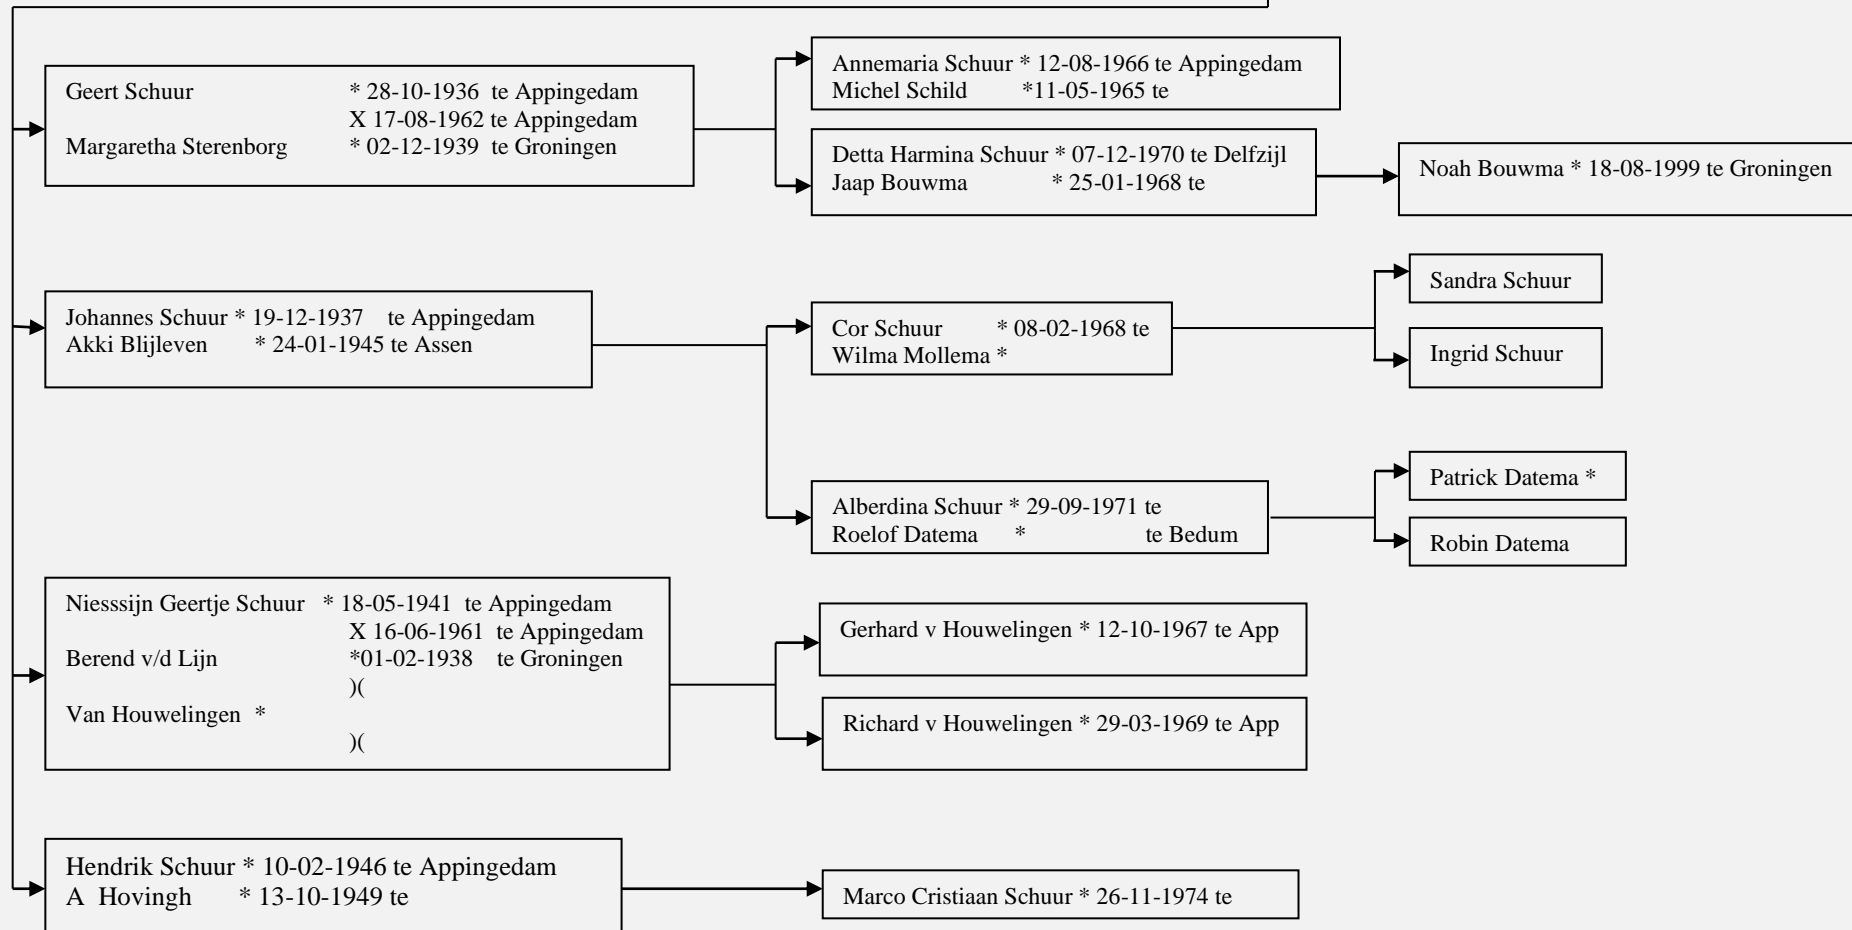 Geert Schuur * 28-10-1936 te Appingedam
X 17-08-1962 te Appingedam
Margaretha Sterenborg * 02-12-1939 te Groningen
Annemaria Schuur * 12-08-1966 te Appingedam
Michel Schild *11-05-1965 te
Detta Harmina Schuur * 07-12-1970 te Delfzijl
Jaap Bouwma * 25-01-1968 te
Noah Bouwma * 18-08-1999 te Groningen
Johannes Schuur * 19-12-1937 te Appingedam
Akki Blijleven * 24-01-1945 te Assen
Cor Schuur * 08-02-1968 te
Wilma Mollema *
Sandra Schuur
Ingrid Schuur
Alberdina Schuur * 29-09-1971 te
Roelof Datema * te Bedum
Patrick Datema *
Robin Datema
Niesssijn Geertje Schuur * 18-05-1941 te Appingedam
X 16-06-1961 te Appingedam
Berend v/d Lijn *01-02-1938 te Groningen
)(
Van Houwelingen *
)(
Gerhard v Houwelingen * 12-10-1967 te App
Richard v Houwelingen * 29-03-1969 te App
Hendrik Schuur * 10-02-1946 te Appingedam
A Hovingh * 13-10-1949 te
Marco Cristiaan Schuur * 26-11-1974 te